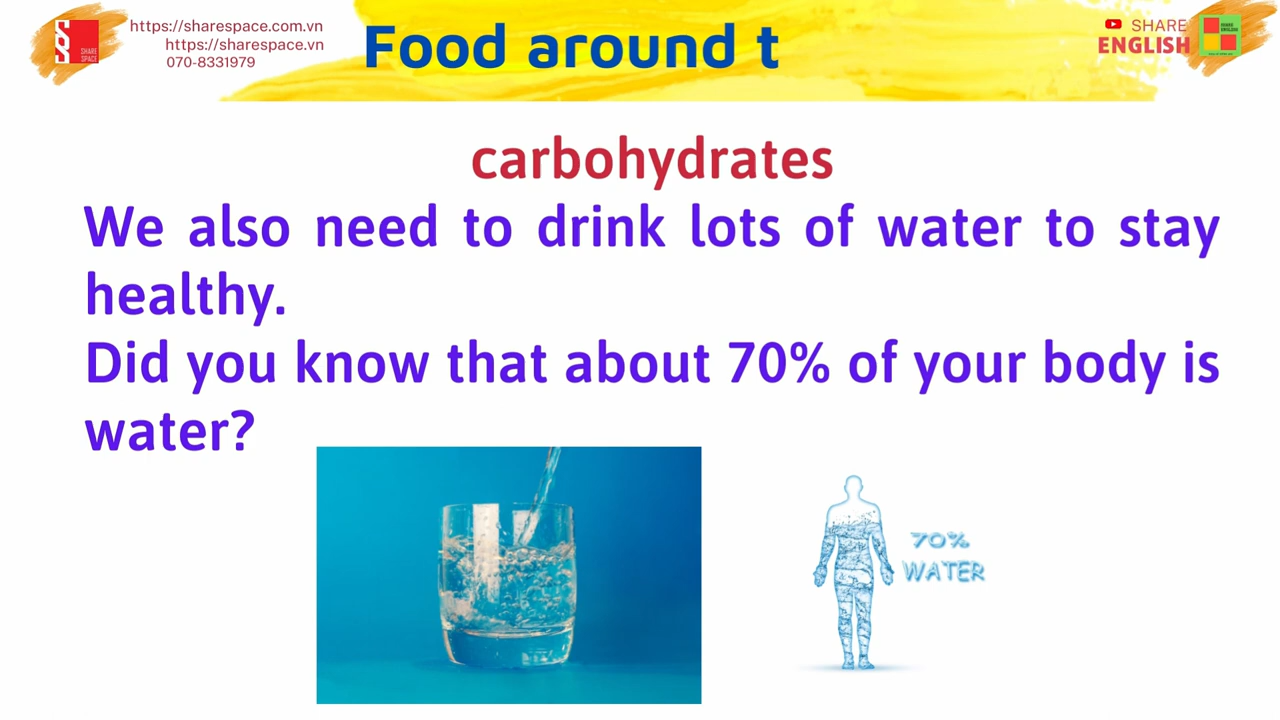 https://sharespace.com.vn
https://sharespace.vn
070-8331979
SHARE
SPACE
Food around t
SHARE
ENGLISH
carbohydrates
We also need to drink lots of water to stay
healthy.
Did you know that about 70% of your body is
water?
70%
WATER